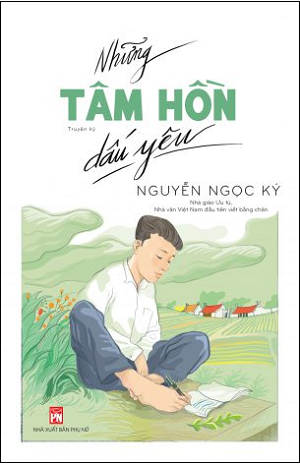 Những
TÂM HỒN
Truyện ký
dấu yêu
NGUYỄN NGỌC KÝ
Nhà giáo Ưu tú,
Nhà văn Việt Nam đầu tiên viết bằng chân
PN
NHÀ XUẤT BẢN PHỤ NỮ